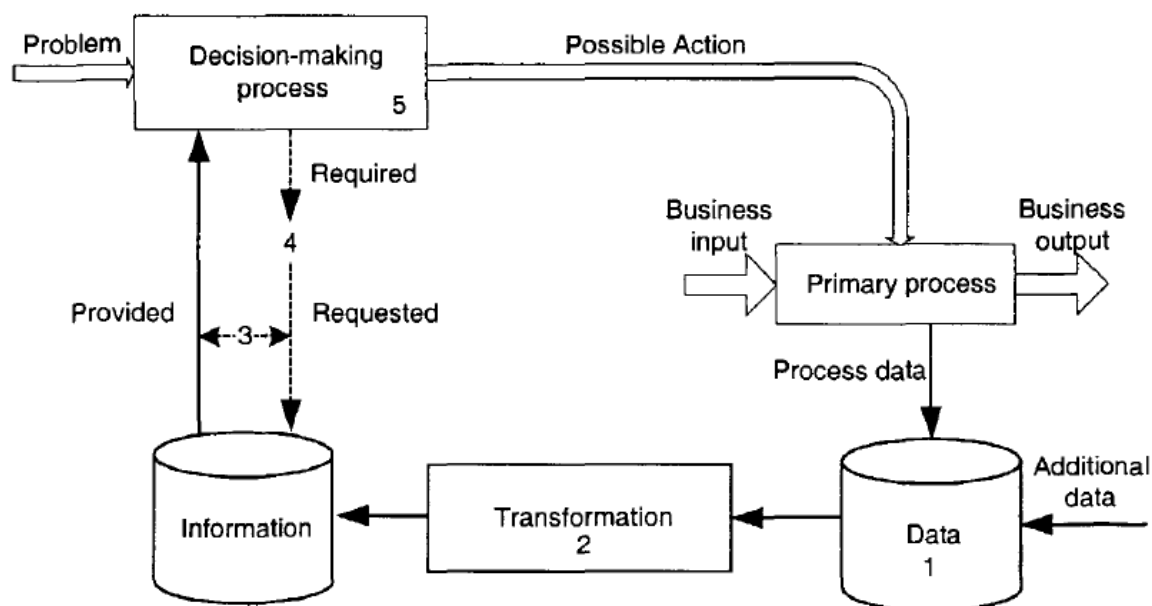 Problem
Decision-making
process
5
Possible Action
Required
4
Business
input
Business
output
Primary process
Provided
3
Requested
Process data
Additional
data
Information
Transformation
2
Data
1